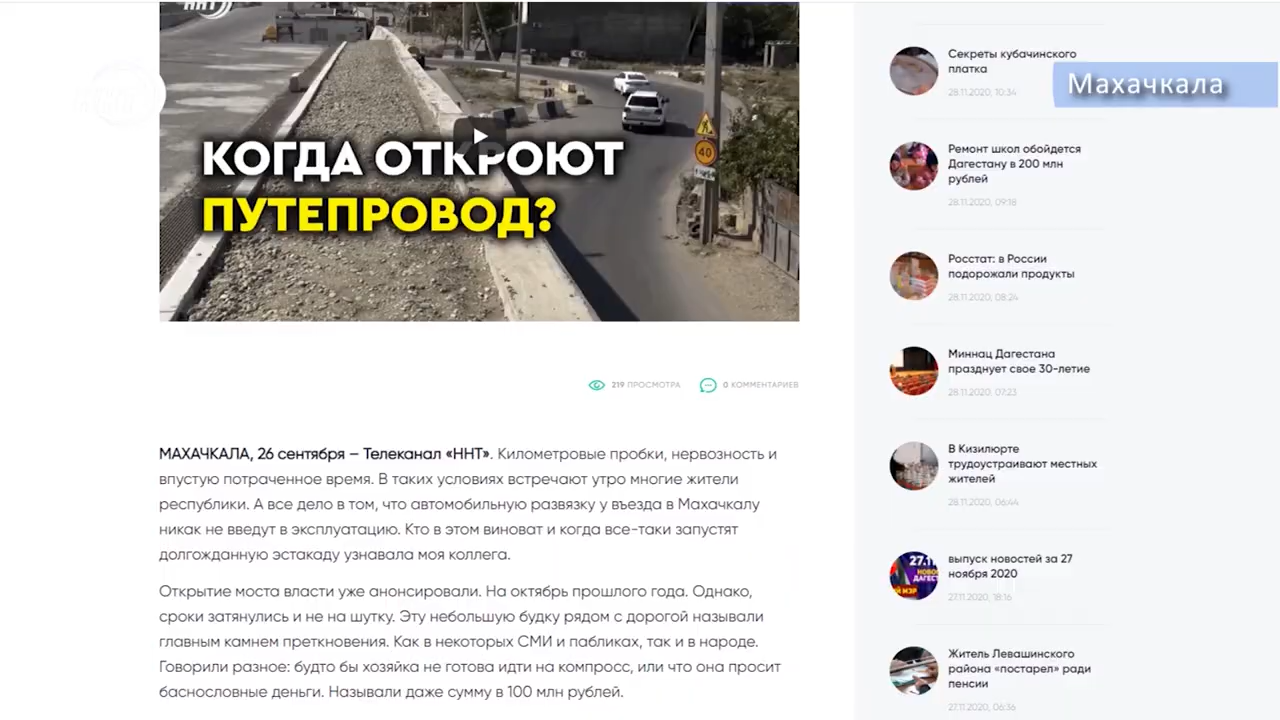 ННТ
КОГДА ОТКРОЮТ
ПУТЕПРОВОД?
40
219 ПРОСМОТРА
0 КОММЕНТАРИЕВ
МАХАЧКАЛА, 26 сентября – Телеканал «ННТ». Километровые пробки, нервозность и
впустую потраченное время. В таких условиях встречают утро многие жители
республики. А все дело в том, что автомобильную развязку у въезда в Махачкалу
никак не введут в эксплуатацию. Кто в этом виноват и когда все-таки запустят
долгожданную эстакаду узнавала моя коллега.
Открытие моста власти уже анонсировали. На октябрь прошлого года. Однако,
сроки затянулись и не на шутку. Эту небольшую будку рядом с дорогой называли
главным камнем преткновения. Как в некоторых СМИ и пабликах, так и в народе.
Говорили разное: будто бы хозяйка не готова идти на компросс, или что она просит
баснословные деньги. Называли даже сумму в 100 млн рублей.
Махачкала
Секреты кубачинского
платка
28.11.2020, 10:34
Ремонт школ обойдется
Дагестану в 200 млн
рублей
28.11.2020, 09:18
Росстат: в России
подорожали продукты
28.11.2020, 08:24
Миннац Дагестана
празднует свое 30-летие
28.11.2020, 07:23
В Кизилюрте
трудоустраивают местных
жителей
28.11.2020, 06:44
выпуск новостей за 27
ноября 2020
27.11.2020, 18:16
Житель Левашинского
района «постарел» ради
пенсии
27.11.2020, 06:36